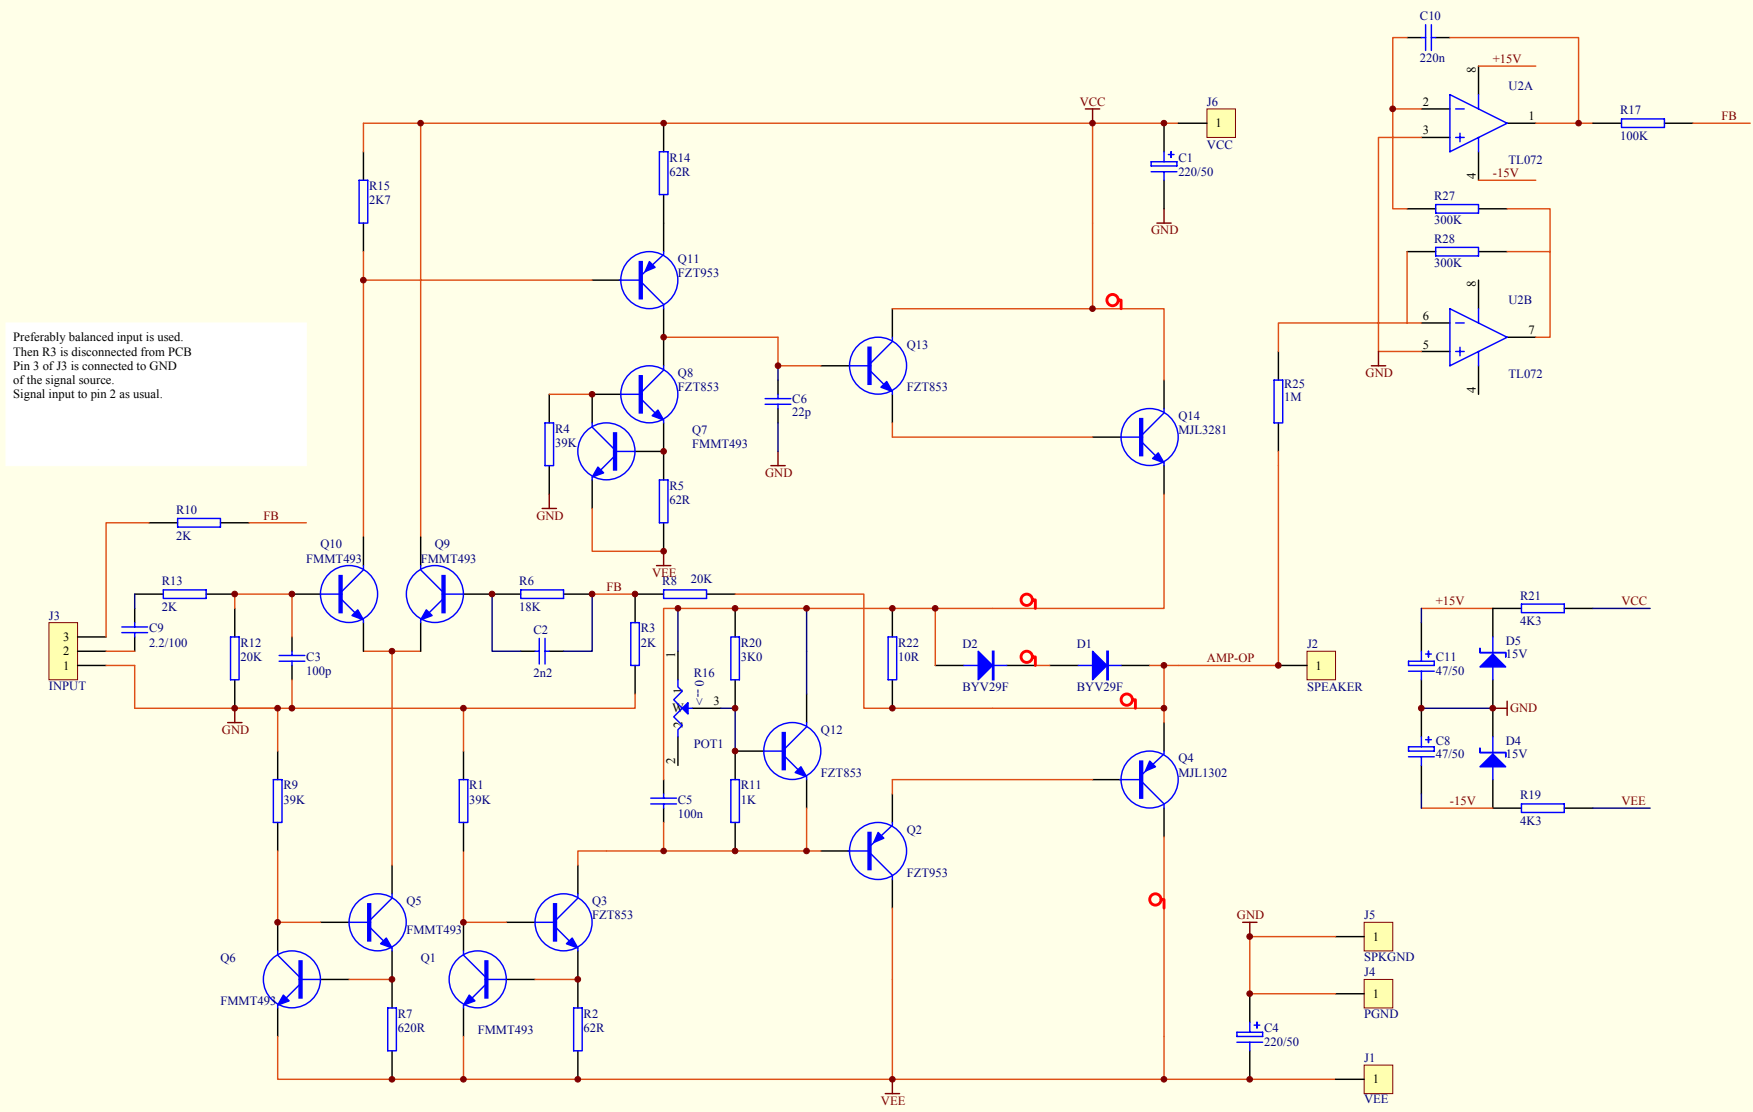 C10
220n
+15V
8
U2A
2
1
R17
FB
3
100K
TL072
4
-15V
R27
300K
R28
300K
8
U2B
6
7
5
TL072
4
GND
R25
1M
VCC
J6
1
VCC
C1
220/50
GND
R14
62R
R15
2K7
Q11
FZT953
Q13
FZT853
Q8
FZT853
C6
22p
GND
Q14
MJL3281
R4
39K
Q7
FMMT493
R5
62R
GND
VEE
Preferably balanced input is used.
Then R3 is disconnected from PCB
Pin 3 of J3 is connected to GND
of the signal source.
Signal input to pin 2 as usual.
R10
FB
2K
Q10
FMMT493
Q9
FMMT493
R13
2K
R6
18K
FB
R8
20K
J3
3
2
1
INPUT
C9
2.2/100
R12
20K
C3
100p
C2
2n2
R3
2K
GND
R20
3K0
R16
1
1
<-- 0
W
3
2
2
POT1
R22
10R
D2
BYV29F
D1
BYV29F
AMP-OP
J2
1
SPEAKER
+15V
R21
VCC
4K3
D5
15V
C11
47/50
GND
C8
47/50
D4
15V
-15V
R19
VEE
4K3
Q12
FZT853
Q4
MJL1302
R9
39K
R1
39K
C5
100n
R11
1K
Q2
FZT953
Q5
FMMT493
Q3
FZT853
Q6
FMMT493
Q1
FMMT493
R7
620R
R2
62R
GND
J5
1
SPKGND
J4
1
PGND
C4
220/50
J1
1
VEE
VEE